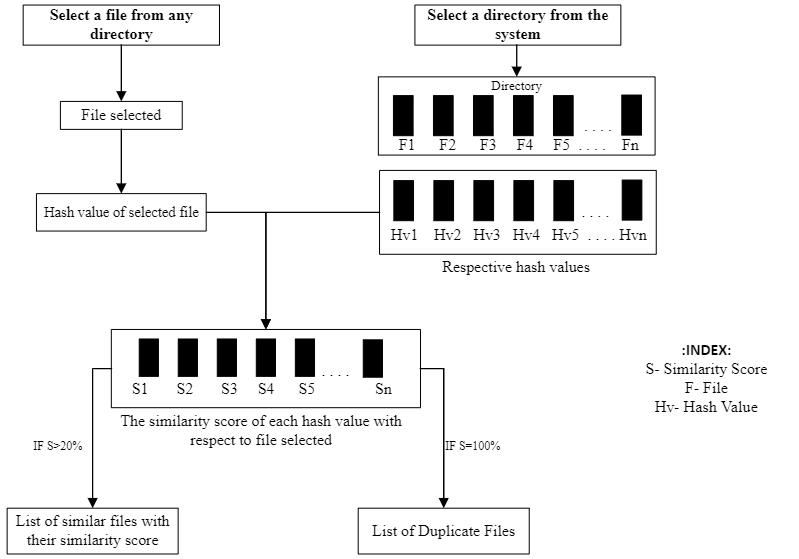 Select a file from any
directory
Select a directory from the
system
File selected
Directory
F1 F2 F3 F4 F5 .... Fn
....
Hash value of selected file
....
Hv1 Hv2 Hv3 Hv4 Hv5 .... Hvn
Respective hash values
S1 S2 S3 S4 S5 .... Sn
The similarity score of each hash value with
respect to file selected
:INDEX:
S- Similarity Score
F- File
Hv- Hash Value
IF S>20%
IF S=100%
List of similar files with
their similarity score
List of Duplicate Files